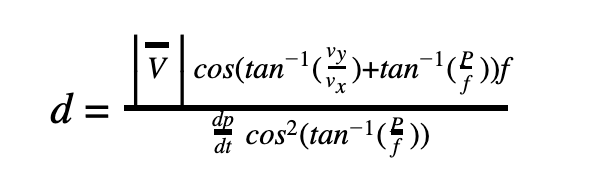 d = |V̅| cos(tan⁻¹(vy/vx)+tan⁻¹(p/f))f / dp/dt cos²(tan⁻¹(p/f))